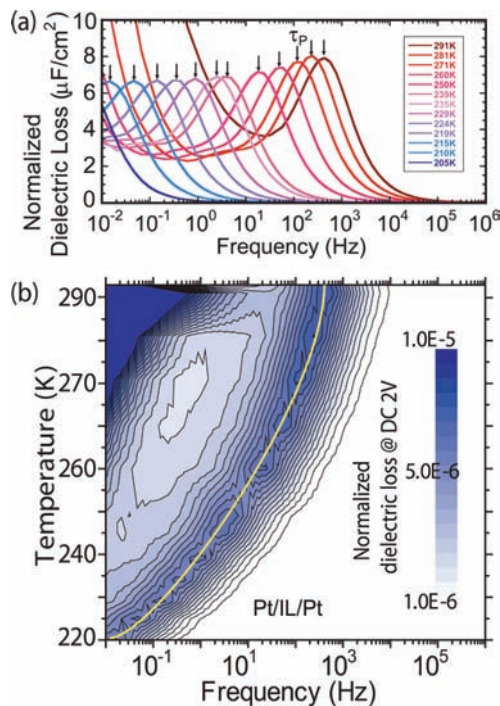 (a)
Normalized
Dielectric Loss (μF/cm²)
10
8
6
4
2
0
τP
291K
281K
271K
260K
250K
239K
235K
229K
224K
219K
215K
210K
205K
10⁻² 10⁻¹ 10⁰ 10¹ 10² 10³ 10⁴ 10⁵ 10⁶
Frequency (Hz)
(b)
Temperature (K)
290
280
270
260
250
240
230
220
1.0E-5
5.0E-6
1.0E-6
Normalized
dielectric loss @ DC 2V
Pt/IL/Pt
10⁻¹ 10¹ 10³ 10⁵
Frequency (Hz)